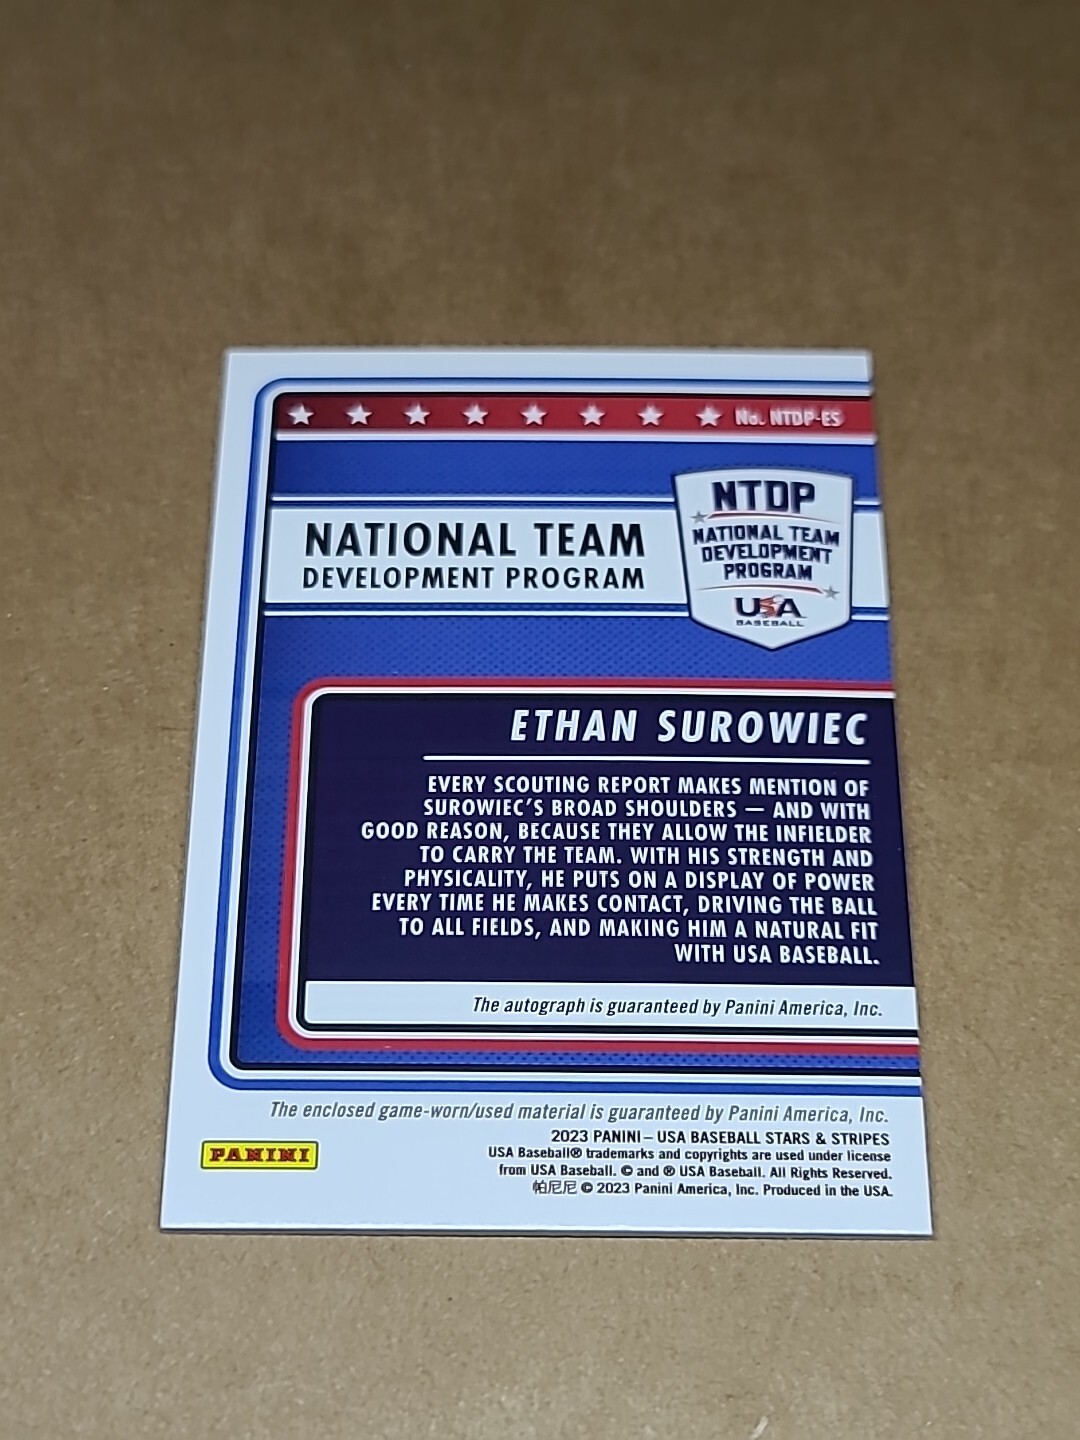 No. NTDP-ES
NTDP
NATIONAL TEAM
DEVELOPMENT
PROGRAM
USA
BASEBALL
NATIONAL TEAM
DEVELOPMENT PROGRAM
ETHAN SUROWIEC
EVERY SCOUTING REPORT MAKES MENTION OF
SUROWIEC'S BROAD SHOULDERS — AND WITH
GOOD REASON, BECAUSE THEY ALLOW THE INFIELDER
TO CARRY THE TEAM. WITH HIS STRENGTH AND
PHYSICALITY, HE PUTS ON A DISPLAY OF POWER
EVERY TIME HE MAKES CONTACT, DRIVING THE BALL
TO ALL FIELDS, AND MAKING HIM A NATURAL FIT
WITH USA BASEBALL.
The autograph is guaranteed by Panini America, Inc.
The enclosed game-worn/used material is guaranteed by Panini America, Inc.
PANINI
2023 PANINI – USA BASEBALL STARS & STRIPES
USA Baseball® trademarks and copyrights are used under license
from USA Baseball. © and ® USA Baseball. All Rights Reserved.
帕尼尼 © 2023 Panini America, Inc. Produced in the USA.